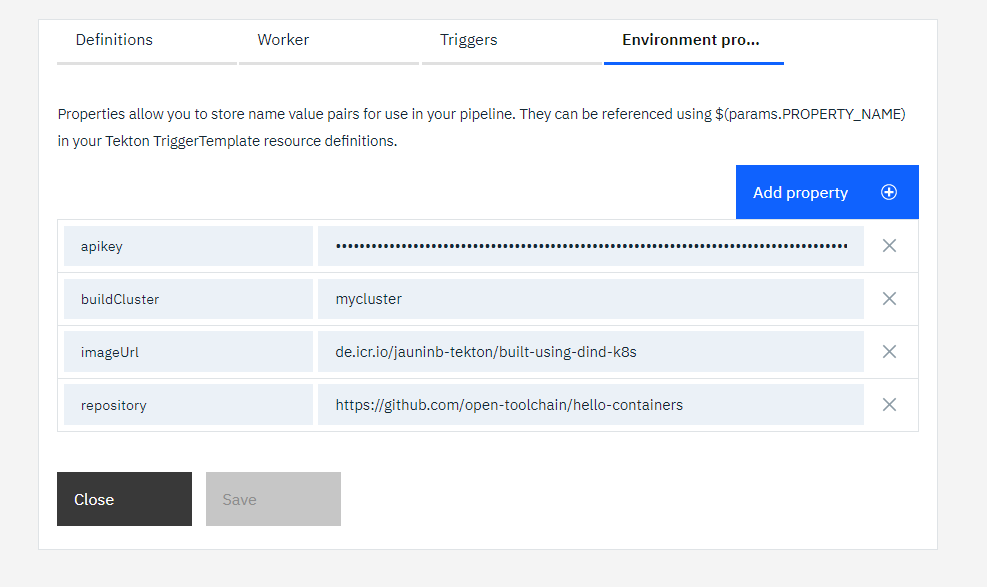 Definitions Worker Triggers Environment pro...
Properties allow you to store name value pairs for use in your pipeline. They can be referenced using $(params.PROPERTY_NAME)
in your Tekton TriggerTemplate resource definitions.
Add property
apikey
buildCluster mycluster
imageUrl de.icr.io/jauninb-tekton/built-using-dind-k8s
repository https://github.com/open-toolchain/hello-containers
Close Save